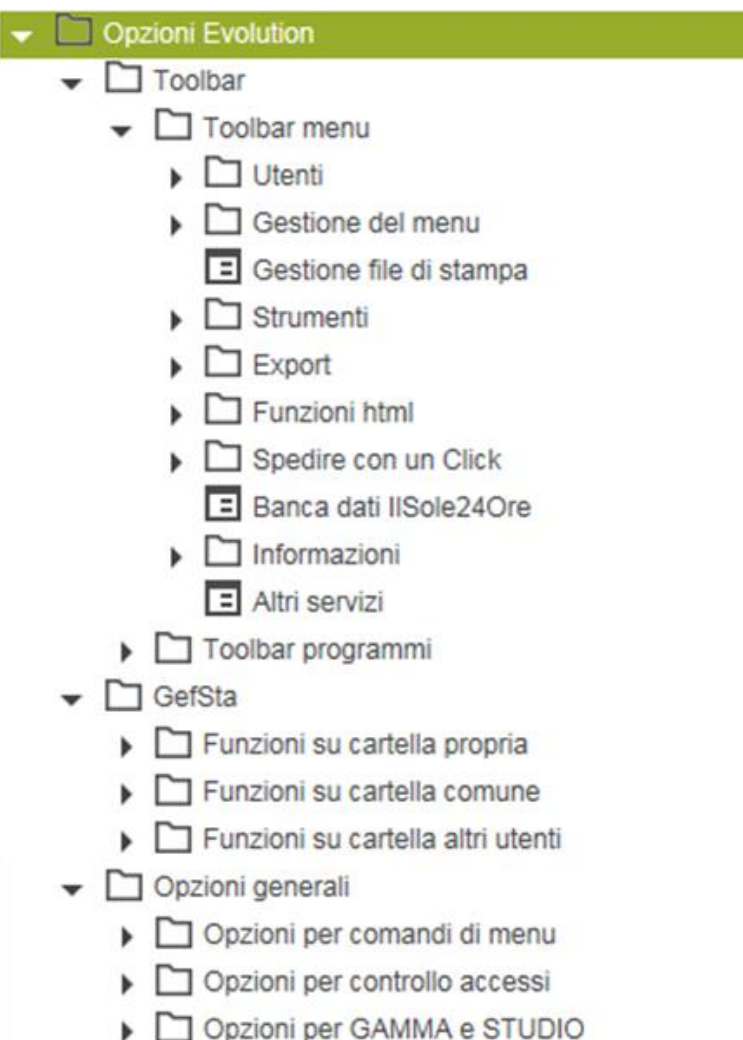 Opzioni Evolution
Toolbar
Toolbar menu
Utenti
Gestione del menu
Gestione file di stampa
Strumenti
Export
Funzioni html
Spedire con un Click
Banca dati IlSole24Ore
Informazioni
Altri servizi
Toolbar programmi
GefSta
Funzioni su cartella propria
Funzioni su cartella comune
Funzioni su cartella altri utenti
Opzioni generali
Opzioni per comandi di menu
Opzioni per controllo accessi
Opzioni per GAMMA e STUDIO